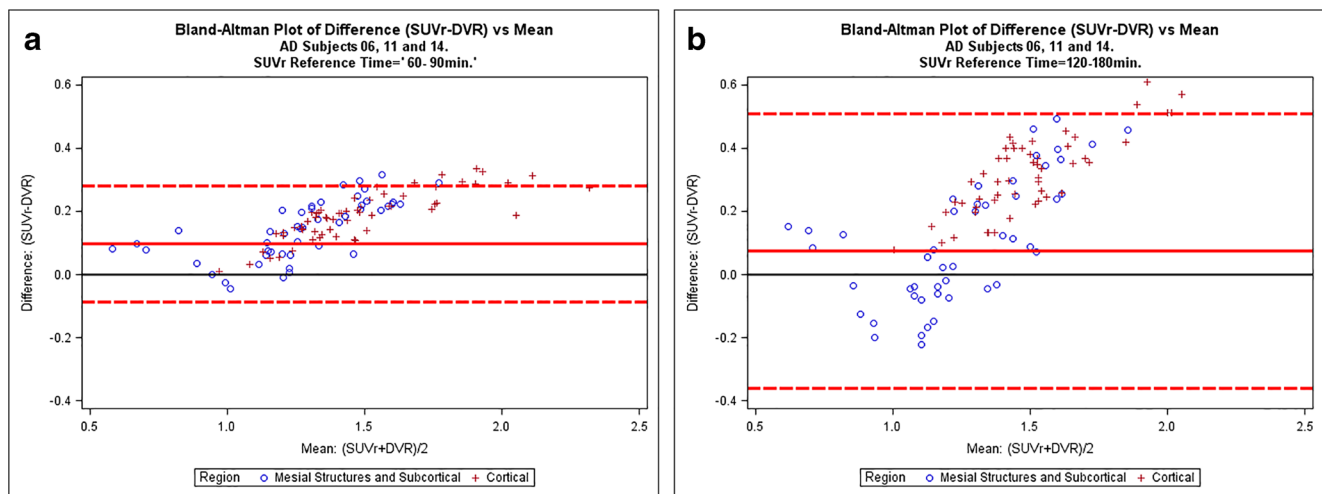 a
Bland-Altman Plot of Difference (SUVr-DVR) vs Mean
AD Subjects 06, 11 and 14.
SUVr Reference Time=' 60- 90min.'
Difference: (SUVr-DVR)
0.6
0.4
0.2
0.0
-0.2
-0.4
0.5 1.0 1.5 2.0 2.5
Mean: (SUVr+DVR)/2
Region Mesial Structures and Subcortical Cortical
b
Bland-Altman Plot of Difference (SUVr-DVR) vs Mean
AD Subjects 06, 11 and 14.
SUVr Reference Time=120-180min.
Difference: (SUVr-DVR)
0.6
0.4
0.2
0.0
-0.2
-0.4
0.5 1.0 1.5 2.0 2.5
Mean: (SUVr+DVR)/2
Region Mesial Structures and Subcortical Cortical